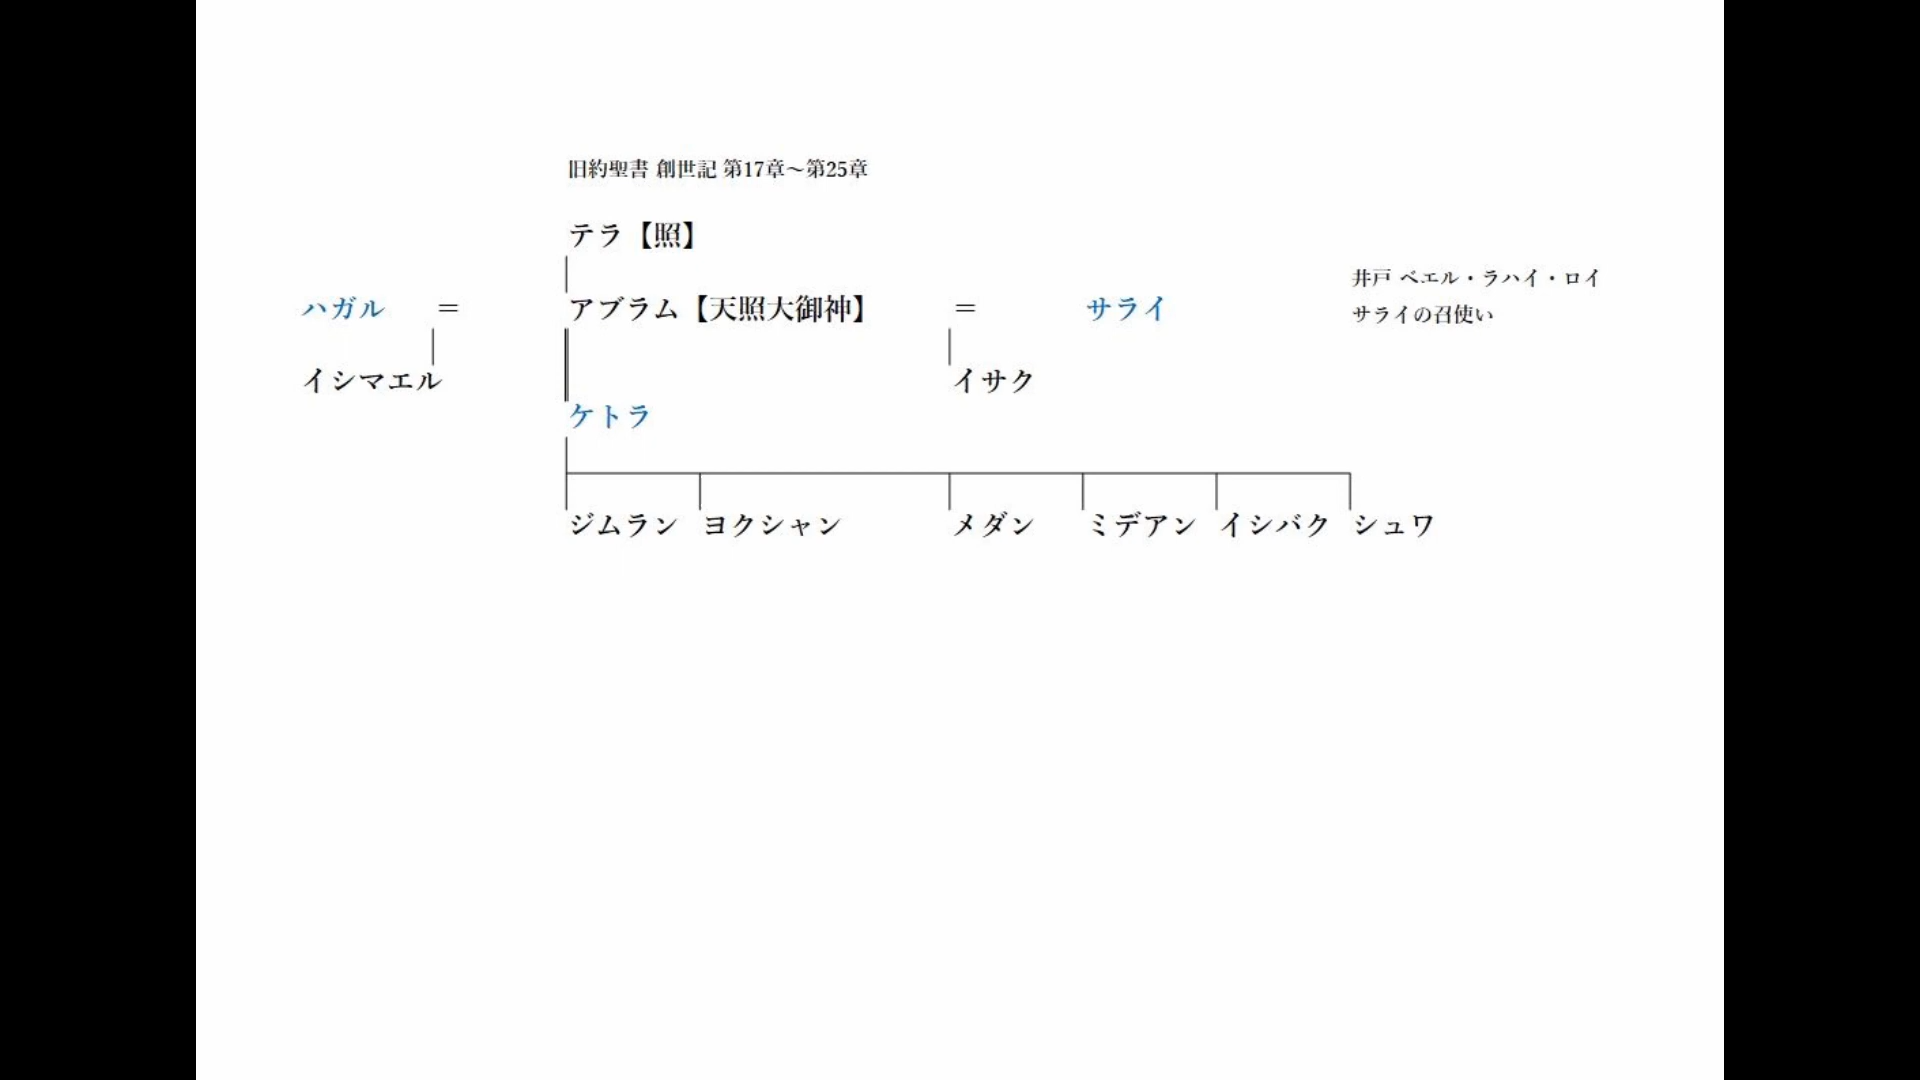 旧約聖書 創世記 第17章～第25章
テラ【照】
井戸 ベエル・ラハイ・ロイ
ハガル ＝ アブラム【天照大御神】 ＝ サライ
サライの召使い
イシマエル イサク
ケトラ
ジムラン ヨクシャン メダン ミデアン イシバク シュワ